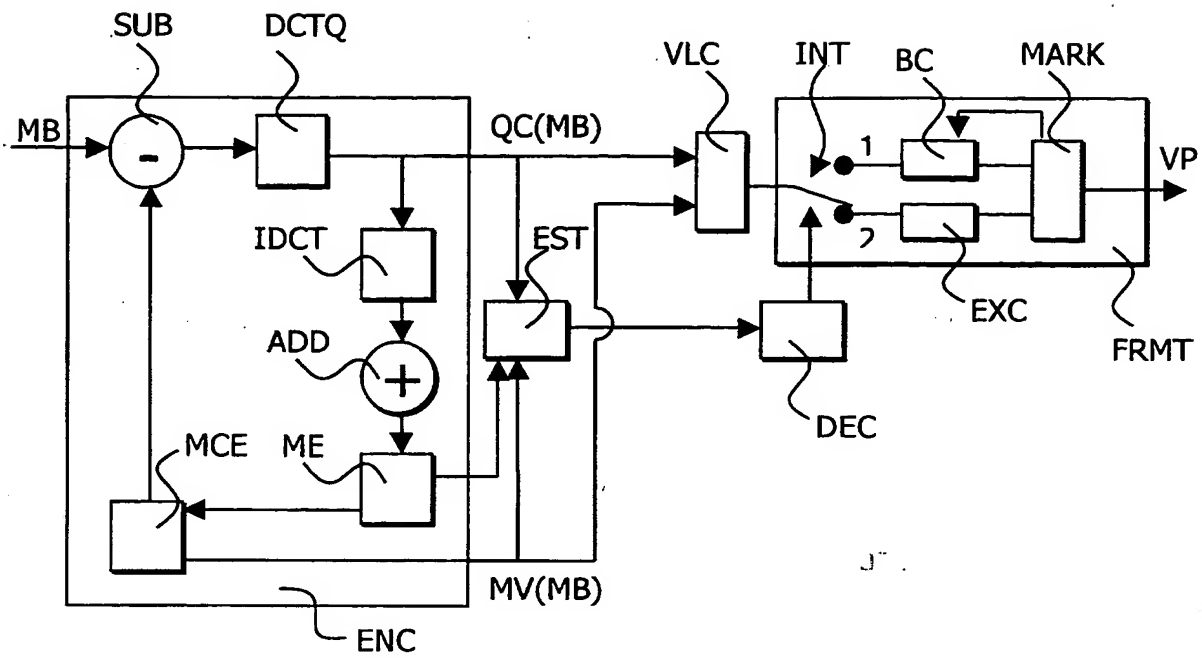 SUB
DCTQ
VLC
INT
BC
MARK
MB
-
QC(MB)
1
VP
IDCT
EST
2
EXC
ADD
+
FRMT
DEC
MCE
ME
MV(MB)
ENC